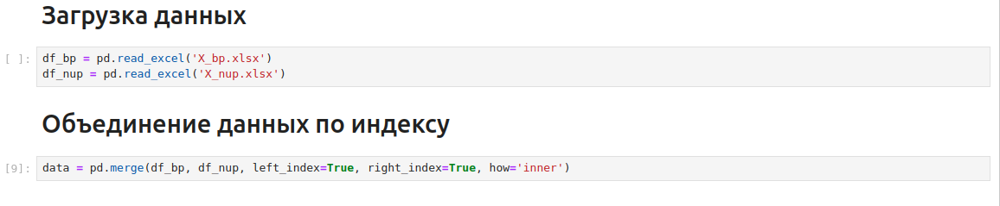 Загрузка данных
[ ]: df_bp = pd.read_excel('X_bp.xlsx')
df_nup = pd.read_excel('X_nup.xlsx')
Объединение данных по индексу
[9]: data = pd.merge(df_bp, df_nup, left_index=True, right_index=True, how='inner')